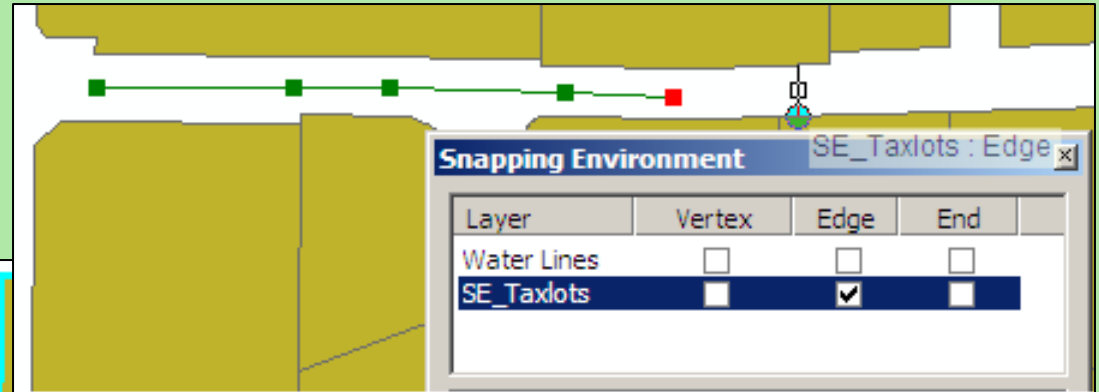 SE_Taxlots : Edge
Snapping Environment
Layer Vertex Edge End
Water Lines
SE_Taxlots